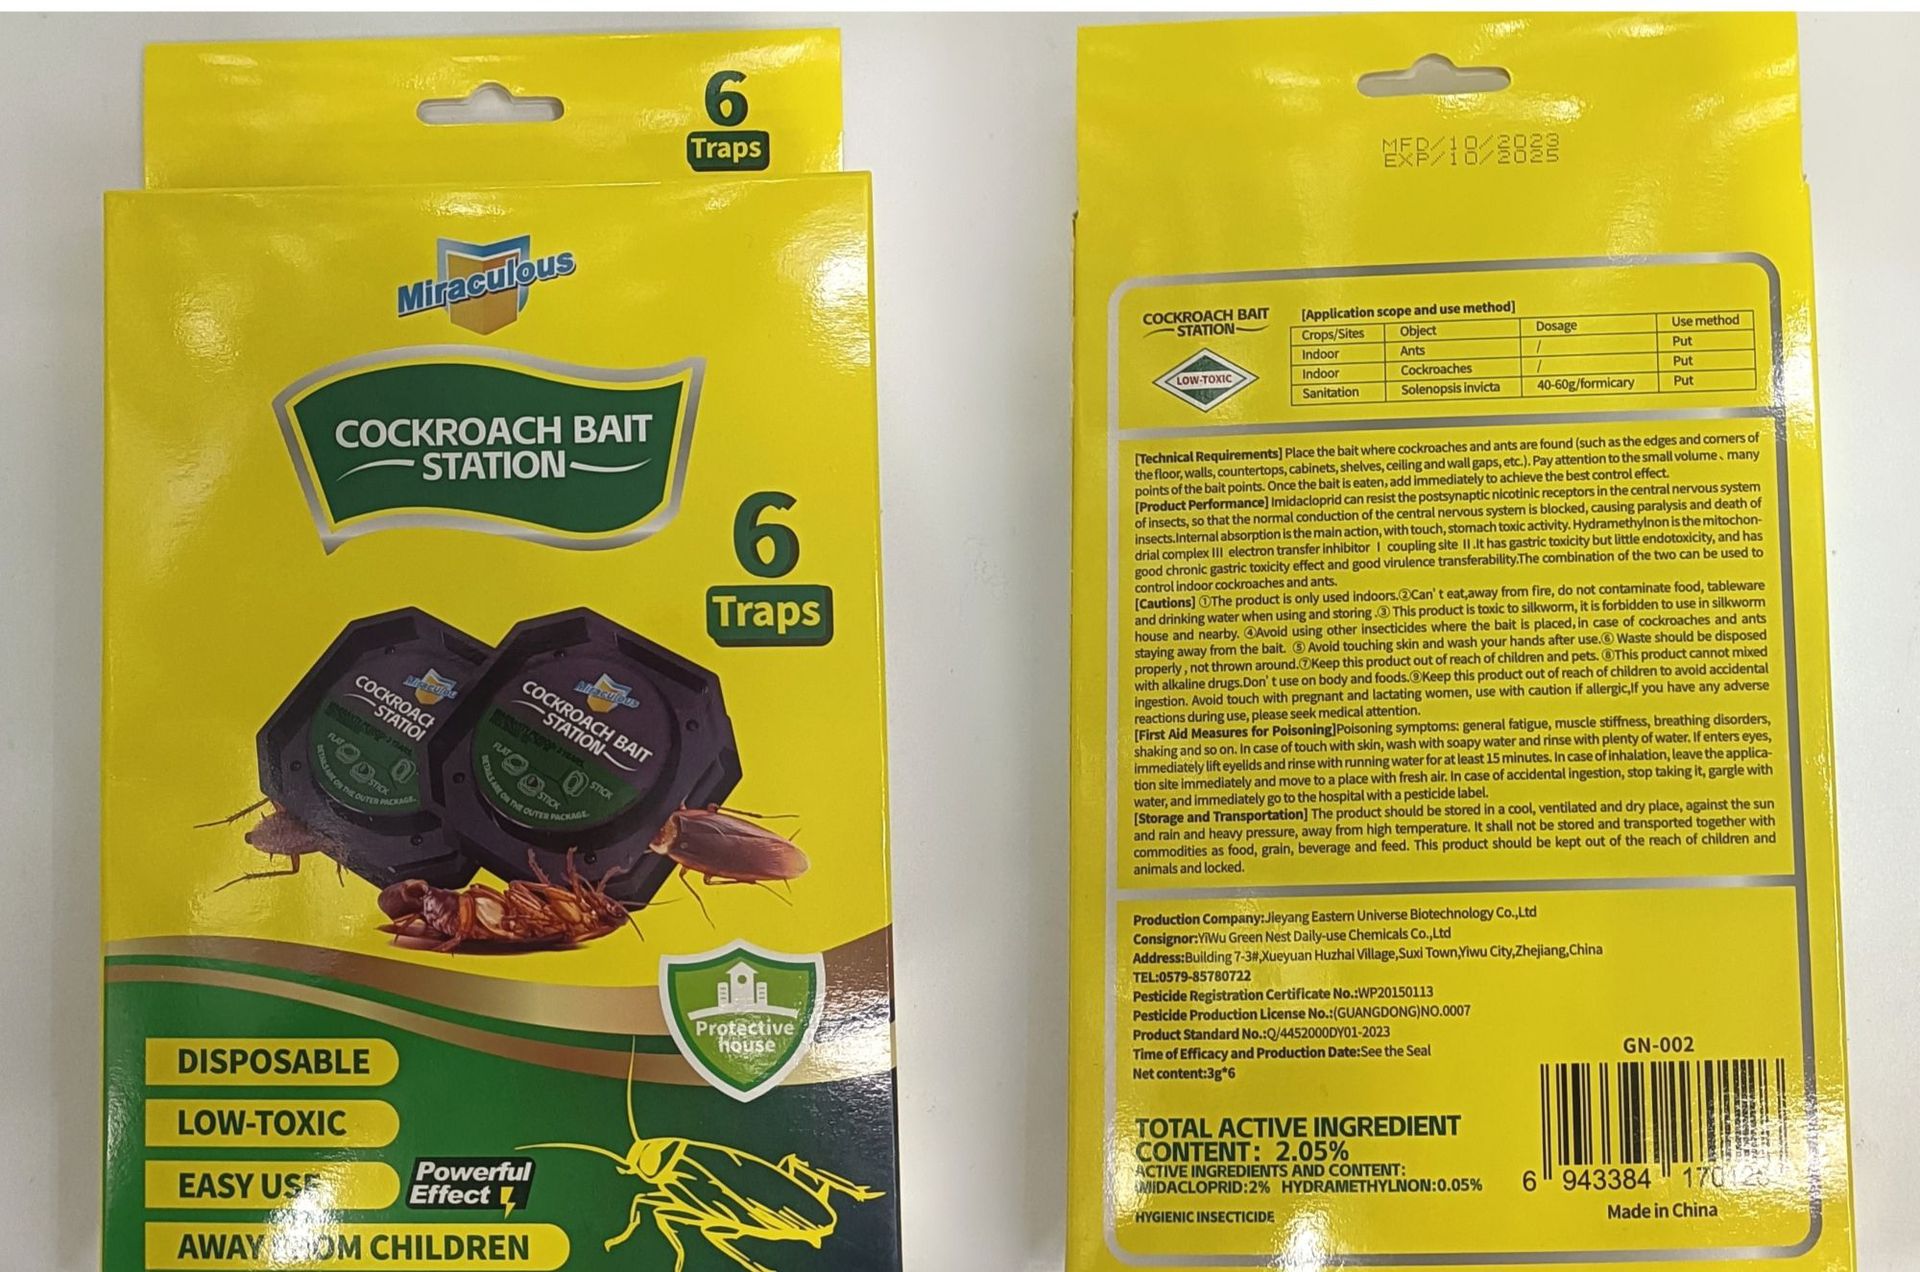 6
Traps
Miraculous
COCKROACH BAIT
STATION
6
Traps
Miraculous
COCKROAC
STATIO
FLAT
STICK
DETAILS ARE ON THE OUTER PACKAGE.
Miraculous
COCKROACH BAIT
STATION
FLAT
STICK
STICK
DETAILS ARE ON THE OUTER PACKAGE.
Protective
house
DISPOSABLE
LOW-TOXIC
EASY USE
Powerful
Effect
AWAY FROM CHILDREN
MFD/10/2023
EXP/10/2025
COCKROACH BAIT
STATION
LOW-TOXIC
[Application scope and use method]
Crops/Sites Object Dosage Use method
Indoor Ants / Put
Indoor Cockroaches / Put
Sanitation Solenopsis invicta 40-60g/formicary Put
[Technical Requirements] Place the bait where cockroaches and ants are found (such as the edges and corners of
the floor, walls, countertops, cabinets, shelves, ceiling and wall gaps, etc.). Pay attention to the small volume、many
points of the bait points. Once the bait is eaten, add immediately to achieve the best control effect.
[Product Performance] Imidacloprid can resist the postsynaptic nicotinic receptors in the central nervous system
of insects, so that the normal conduction of the central nervous system is blocked, causing paralysis and death of
insects.Internal absorption is the main action, with touch, stomach toxic activity. Hydramethylnon is the mitochon-
drial complex III electron transfer inhibitor I coupling site II .It has gastric toxicity but little endotoxicity, and has
good chronic gastric toxicity effect and good virulence transferability.The combination of the two can be used to
control indoor cockroaches and ants.
[Cautions] ①The product is only used indoors.②Can't eat,away from fire, do not contaminate food, tableware
and drinking water when using and storing .③ This product is toxic to silkworm, it is forbidden to use in silkworm
house and nearby. ④Avoid using other insecticides where the bait is placed, in case of cockroaches and ants
staying away from the bait. ⑤ Avoid touching skin and wash your hands after use.⑥ Waste should be disposed
properly , not thrown around.⑦Keep this product out of reach of children and pets. ⑧This product cannot mixed
with alkaline drugs.Don't use on body and foods.⑨Keep this product out of reach of children to avoid accidental
ingestion. Avoid touch with pregnant and lactating women, use with caution if allergic,If you have any adverse
reactions during use, please seek medical attention.
[First Aid Measures for Poisoning]Poisoning symptoms: general fatigue, muscle stiffness, breathing disorders,
shaking and so on. In case of touch with skin, wash with soapy water and rinse with plenty of water. If enters eyes,
immediately lift eyelids and rinse with running water for at least 15 minutes. In case of inhalation, leave the applica-
tion site immediately and move to a place with fresh air. In case of accidental ingestion, stop taking it, gargle with
water, and immediately go to the hospital with a pesticide label.
[Storage and Transportation] The product should be stored in a cool, ventilated and dry place, against the sun
and rain and heavy pressure, away from high temperature. It shall not be stored and transported together with
commodities as food, grain, beverage and feed. This product should be kept out of the reach of children and
animals and locked.
Production Company:Jieyang Eastern Universe Biotechnology Co.,Ltd
Consignor:YiWu Green Nest Daily-use Chemicals Co.,Ltd
Address:Building 7-3#,Xueyuan Huzhai Village,Suxi Town,Yiwu City,Zhejiang,China
TEL:0579-85780722
Pesticide Registration Certificate No.:WP20150113
Pesticide Production License No.:(GUANGDONG)NO.0007
Product Standard No.:Q/4452000DY01-2023
Time of Efficacy and Production Date:See the Seal
Net content:3g*6
TOTAL ACTIVE INGREDIENT
CONTENT: 2.05%
ACTIVE INGREDIENTS AND CONTENT:
IMIDACLOPRID:2% HYDRAMETHYLNON:0.05%
HYGIENIC INSECTICIDE
GN-002
6 943384
Made in China